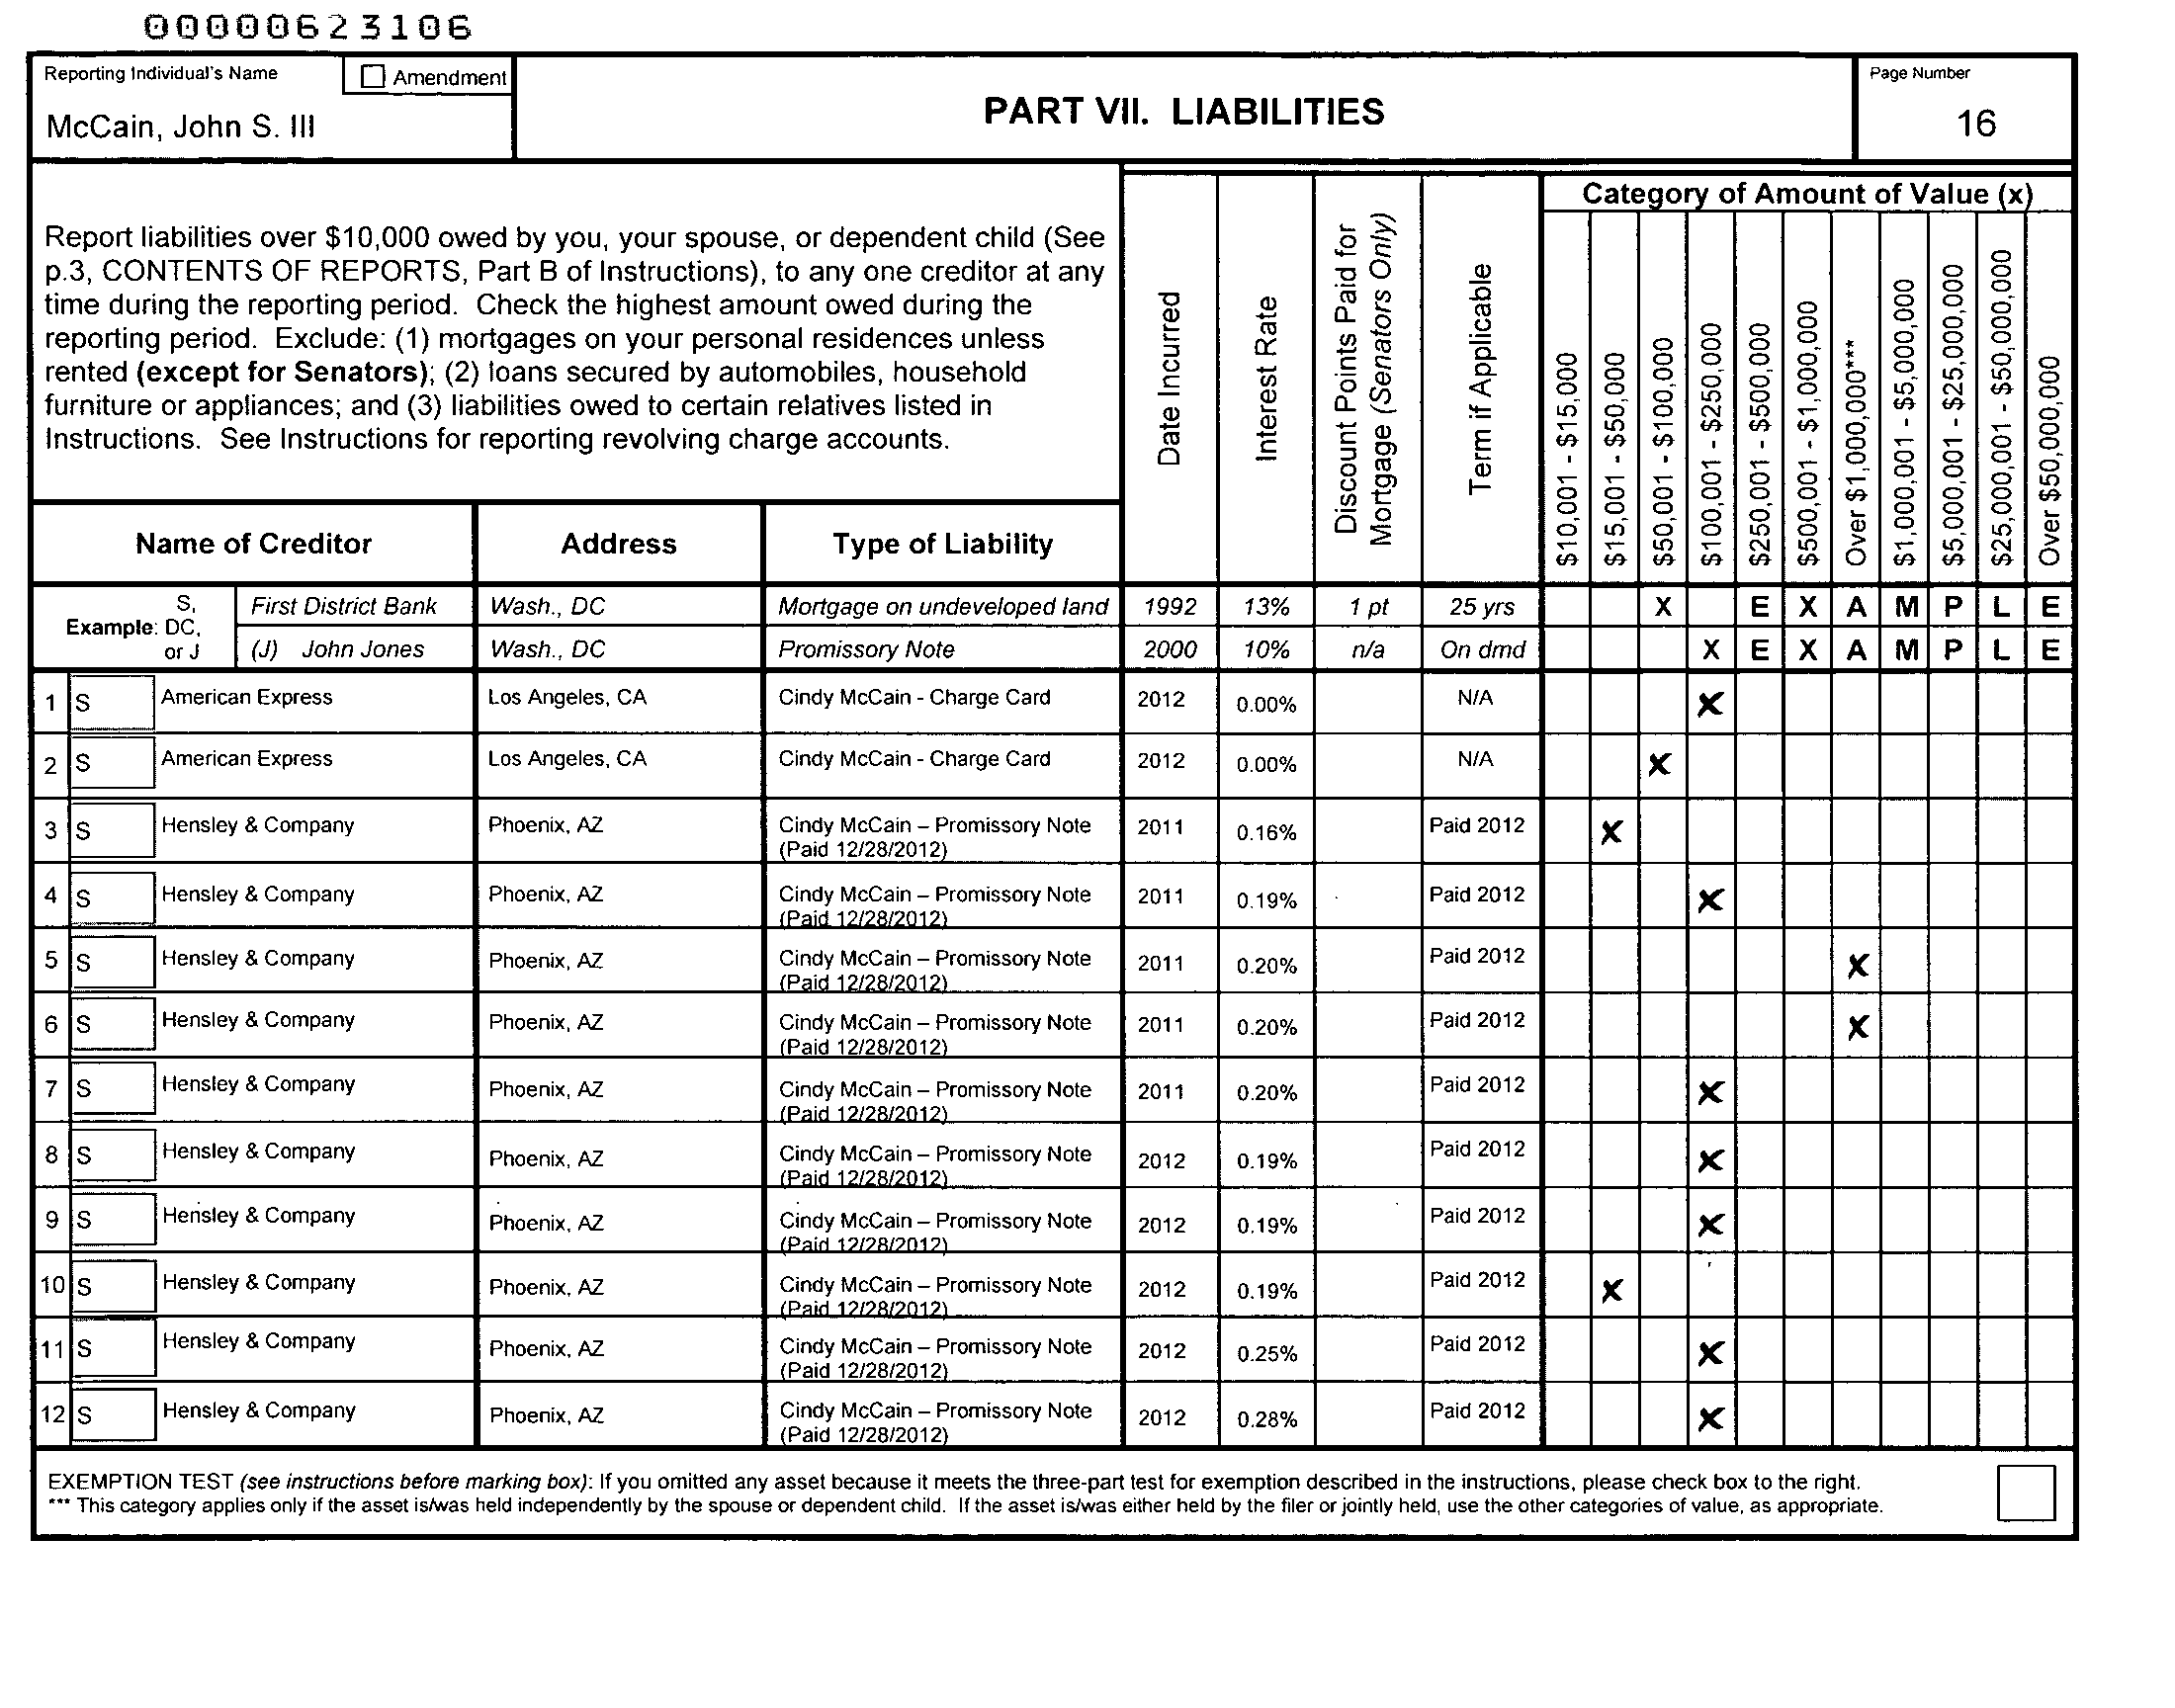 00000623106
Reporting Individual's Name
Amendment
McCain, John S. III
PART VII. LIABILITIES
Page Number
16
Report liabilities over $10,000 owed by you, your spouse, or dependent child (See
p.3, CONTENTS OF REPORTS, Part B of Instructions), to any one creditor at any
time during the reporting period. Check the highest amount owed during the
reporting period. Exclude: (1) mortgages on your personal residences unless
rented (except for Senators); (2) loans secured by automobiles, household
furniture or appliances; and (3) liabilities owed to certain relatives listed in
Instructions. See Instructions for reporting revolving charge accounts.
Name of Creditor
Address
Type of Liability
Date Incurred
Interest Rate
Discount Points Paid for
Mortgage (Senators Only)
Term if Applicable
Category of Amount of Value (x)
$10,001 - $15,000
$15,001 - $50,000
$50,001 - $100,000
$100,001 - $250,000
$250,001 - $500,000
$500,001 - $1,000,000
Over $1,000,000***
$1,000,001 - $5,000,000
$5,000,001 - $25,000,000
$25,000,001 - $50,000,000
Over $50,000,000
Example: S,
DC,
or J
First District Bank Wash., DC Mortgage on undeveloped land 1992 13% 1 pt 25 yrs X E X A M P L E
(J) John Jones Wash., DC Promissory Note 2000 10% n/a On dmd X E X A M P L E
1 S American Express Los Angeles, CA Cindy McCain - Charge Card 2012 0.00% N/A X
2 S American Express Los Angeles, CA Cindy McCain - Charge Card 2012 0.00% N/A X
3 S Hensley & Company Phoenix, AZ Cindy McCain – Promissory Note 2011 0.16% Paid 2012 X
(Paid 12/28/2012)
4 S Hensley & Company Phoenix, AZ Cindy McCain – Promissory Note 2011 0.19% Paid 2012 X
(Paid 12/28/2012)
5 S Hensley & Company Phoenix, AZ Cindy McCain – Promissory Note 2011 0.20% Paid 2012 X
(Paid 12/28/2012)
6 S Hensley & Company Phoenix, AZ Cindy McCain – Promissory Note 2011 0.20% Paid 2012 X
(Paid 12/28/2012)
7 S Hensley & Company Phoenix, AZ Cindy McCain – Promissory Note 2011 0.20% Paid 2012 X
(Paid 12/28/2012)
8 S Hensley & Company Phoenix, AZ Cindy McCain – Promissory Note 2012 0.19% Paid 2012 X
(Paid 12/28/2012)
9 S Hensley & Company Phoenix, AZ Cindy McCain – Promissory Note 2012 0.19% Paid 2012 X
(Paid 12/28/2012)
10 S Hensley & Company Phoenix, AZ Cindy McCain – Promissory Note 2012 0.19% Paid 2012 X
(Paid 12/28/2012)
11 S Hensley & Company Phoenix, AZ Cindy McCain – Promissory Note 2012 0.25% Paid 2012 X
(Paid 12/28/2012)
12 S Hensley & Company Phoenix, AZ Cindy McCain – Promissory Note 2012 0.28% Paid 2012 X
(Paid 12/28/2012)
EXEMPTION TEST (see instructions before marking box): If you omitted any asset because it meets the three-part test for exemption described in the instructions, please check box to the right.
*** This category applies only if the asset is/was held independently by the spouse or dependent child. If the asset is/was either held by the filer or jointly held, use the other categories of value, as appropriate.